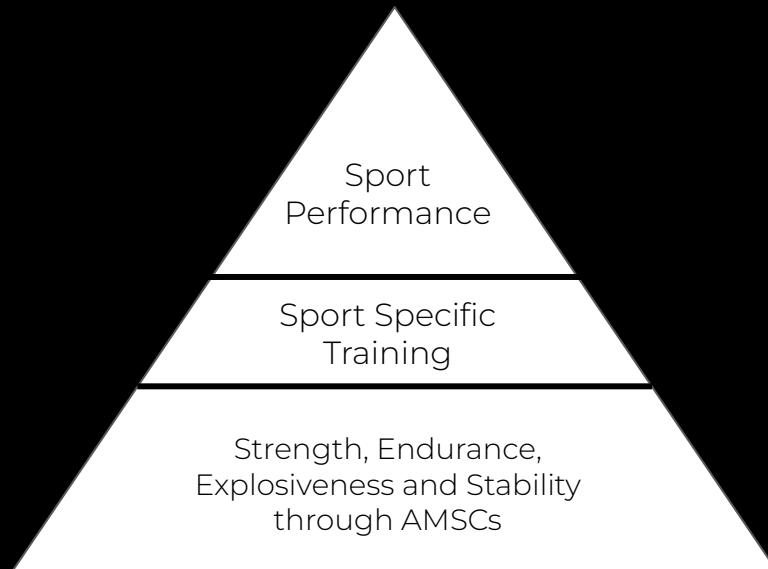 Sport
Performance
Sport Specific
Training
Strength, Endurance,
Explosiveness and Stability
through AMSCs